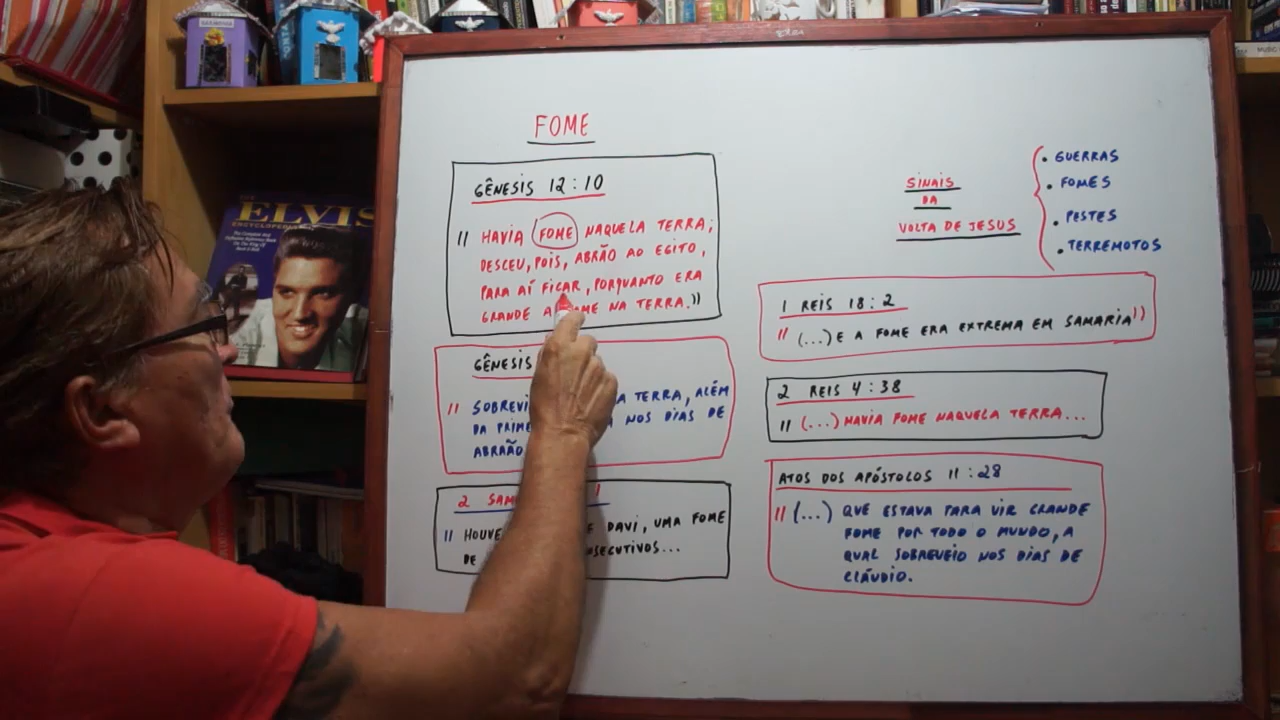 FOME
GÊNESIS 12:10
" HAVIA FOME NAQUELA TERRA;
DESCEU, POIS, ABRÃO AO EGITO,
PARA AÍ FICAR, PORQUANTO ERA
GRANDE A FOME NA TERRA."
GÊNESIS
" SOBREVI A TERRA, ALÉM
DA PRIME NOS DIAS DE
ABRAÃO
2 SAM 1
" HOUVE E DAVI, UMA FOME
DE SECUTIVOS...
SINAIS
DA
VOLTA DE JESUS
• GUERRAS
• FOMES
• PESTES
• TERREMOTOS
1 REIS 18:2
" (...) E A FOME ERA EXTREMA EM SAMARIA"
2 REIS 4:38
" (...) HAVIA FOME NAQUELA TERRA...
ATOS DOS APÓSTOLOS 11:28
" (...) QUE ESTAVA PARA VIR GRANDE
FOME POR TODO O MUNDO, A
QUAL SOBREVEIO NOS DIAS DE
CLÁUDIO.
ELVIS